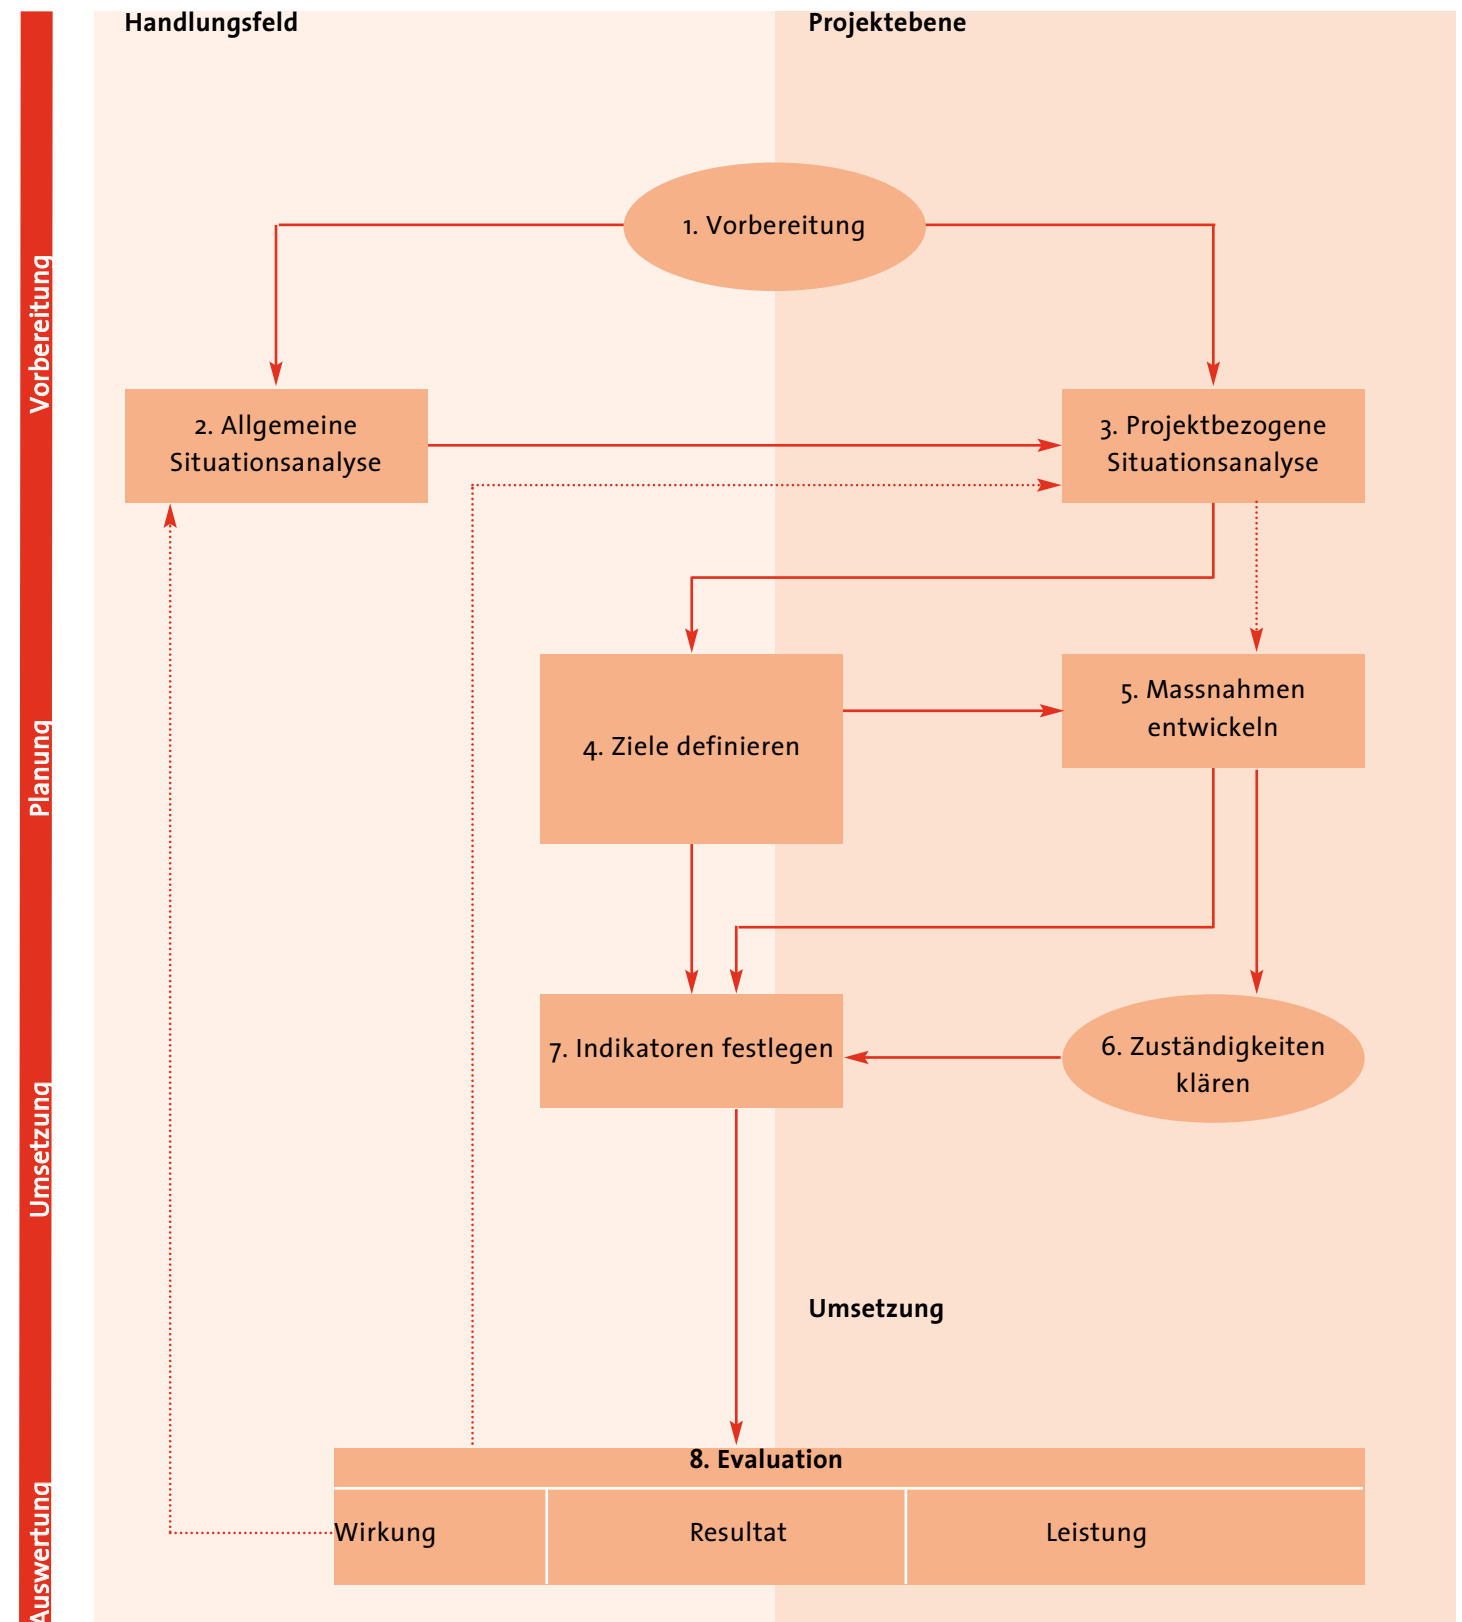 Handlungsfeld
Projektebene
Vorbereitung
1. Vorbereitung
2. Allgemeine
Situationsanalyse
3. Projektbezogene
Situationsanalyse
Planung
4. Ziele definieren
5. Massnahmen
entwickeln
Umsetzung
7. Indikatoren festlegen
6. Zuständigkeiten
klären
Umsetzung
Auswertung
8. Evaluation
Wirkung
Resultat
Leistung